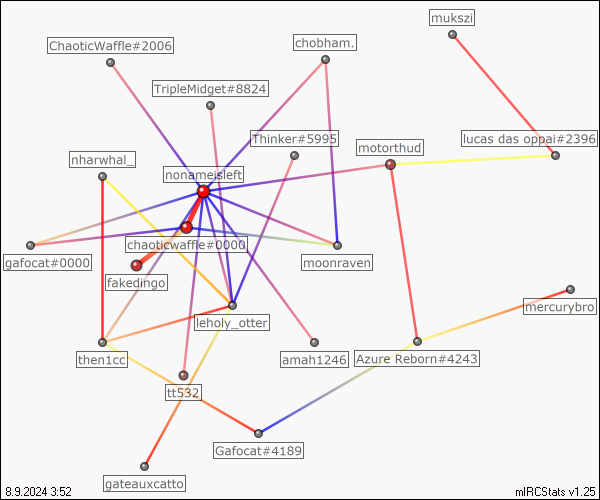 mukszi
ChaoticWaffle#2006
chobham.
TripleMidget#8824
Thinker#5995
lucas das oppai#2396
motorthud
nharwhal_
nonameisleft
chaoticwaffle#0000
gafocat#0000
moonraven
fakedingo
mercurybro
leholy_otter
then1cc
amah1246
Azure Reborn#4243
tt532
Gafocat#4189
gateauxcatto
8.9.2024 3:52
mIRCStats v1.25